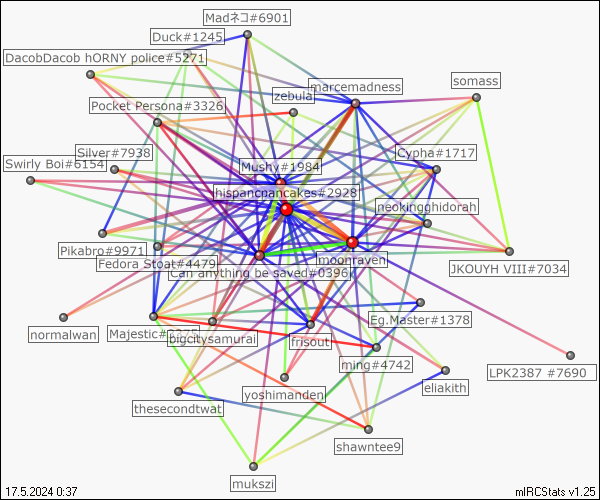 Madネコ#6901
Duck#1245
DacobDacob hORNY police#5271
marcemadness
somass
zebula
Pocket Persona#3326
Silver#7938
Cypha#1717
Swirly Boi#6154
Mushy#1984
hispanicpancakes#2928
neokingghidorah
Pikabro#9971
Fedora Stoat#4479
moonraven
JKOUYH VIII#7034
Can anything be saved#0396
Eg.Master#1378
normalwan
bigcitysamurai
frisout
ming#4742
LPK2387 #7690
eliakith
yoshimanden
thesecondtwat
shawntee9
mukszi
17.5.2024 0:37
mIRCStats v1.25